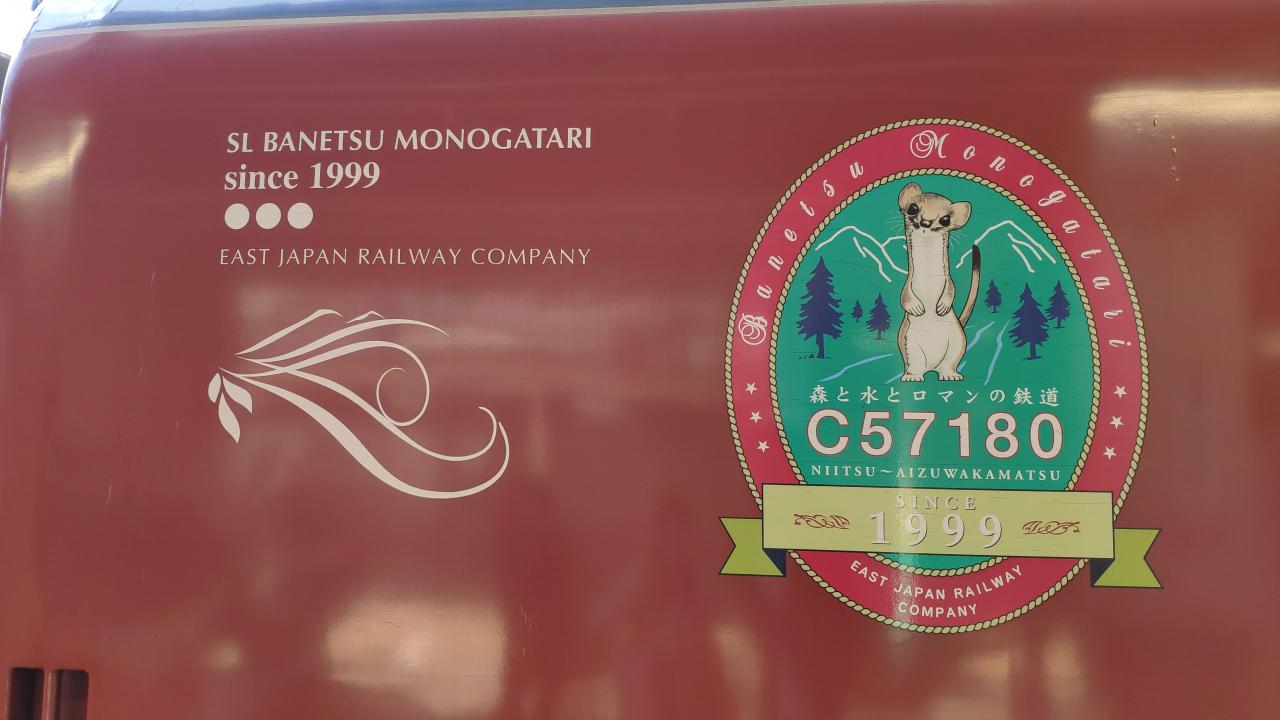 SL BANETSU MONOGATARI
since 1999
EAST JAPAN RAILWAY COMPANY
Banetsu Monogatari
森と水とロマンの鉄道
C57180
NIITSU~AIZUWAKAMATSU
SINCE
1999
EAST JAPAN RAILWAY
COMPANY